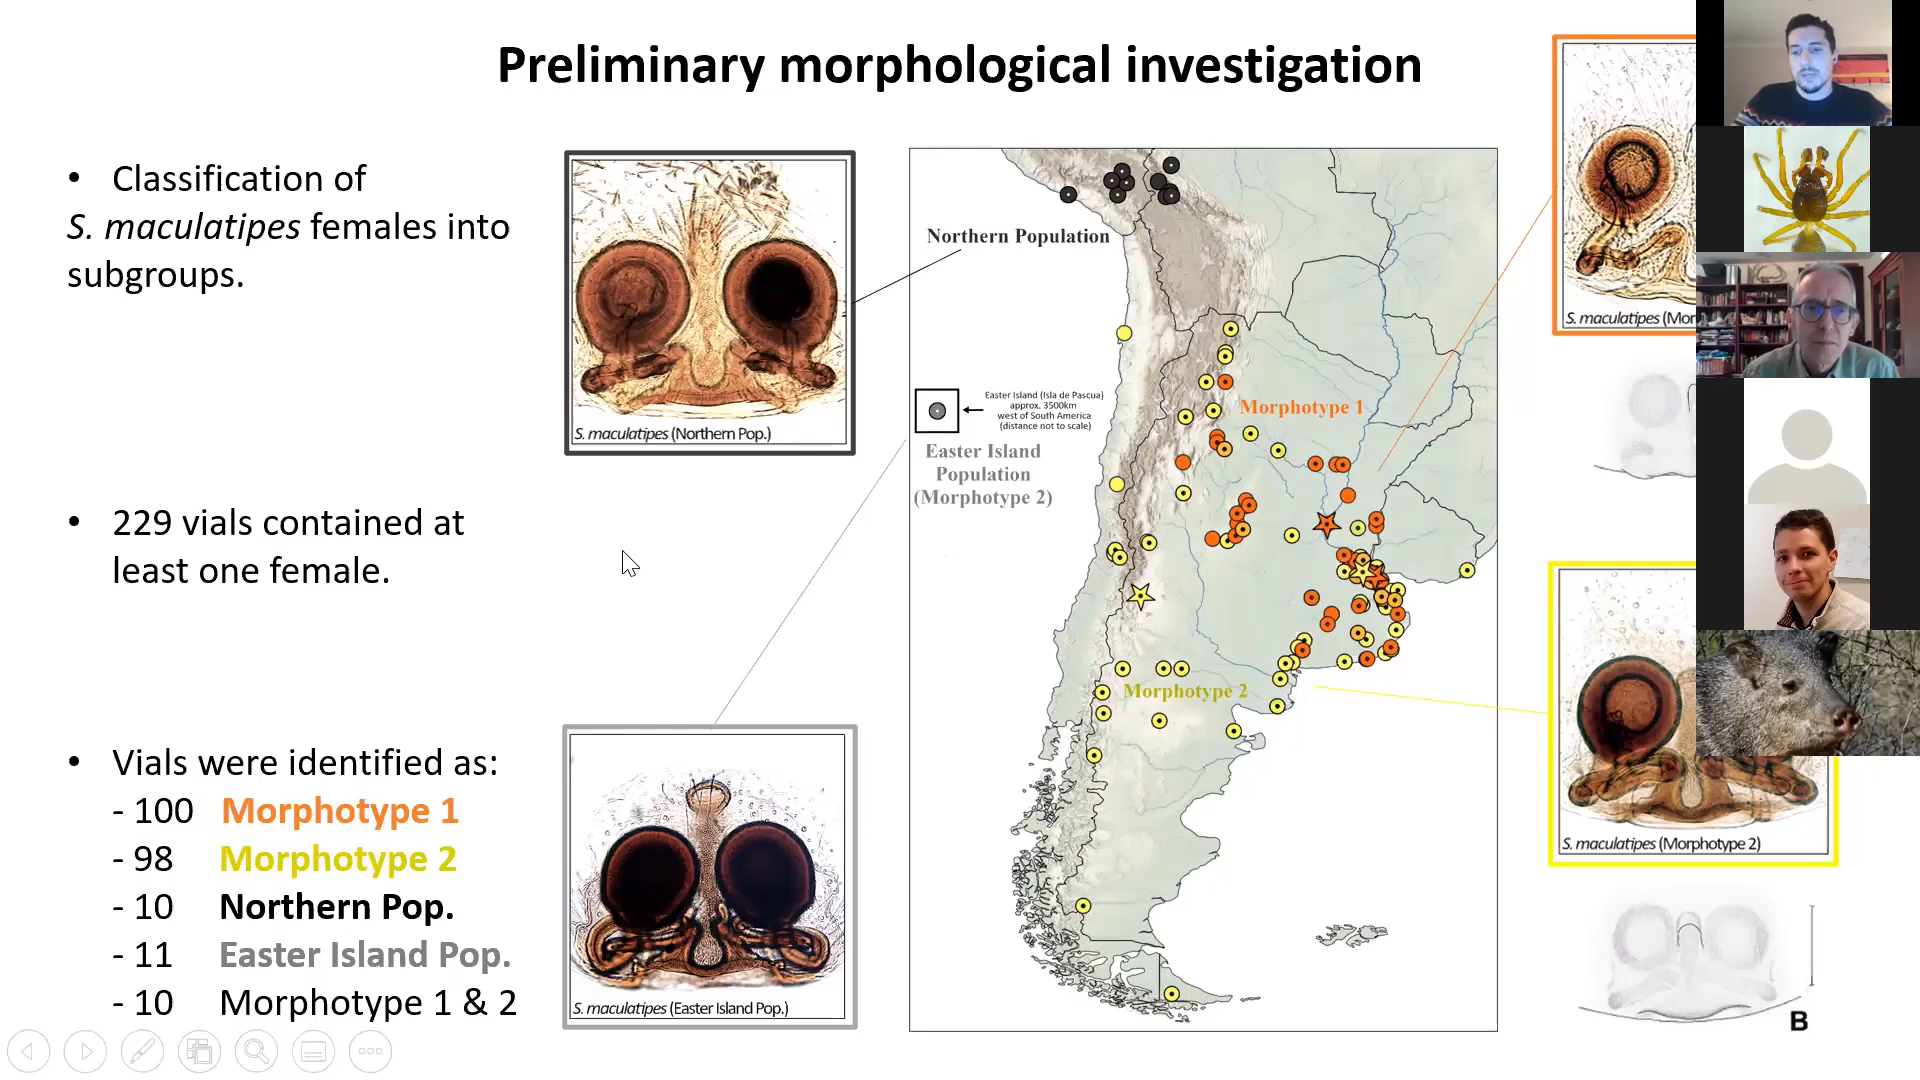 Preliminary morphological investigation
• Classification of
S. maculatipes females into
subgroups.
• 229 vials contained at
least one female.
• Vials were identified as:
- 100 Morphotype 1
- 98 Morphotype 2
- 10 Northern Pop.
- 11 Easter Island Pop.
- 10 Morphotype 1 & 2
S. maculatipes (Northern Pop.)
S. maculatipes (Easter Island Pop.)
Northern Population
Easter Island (Isla de Pascua)
approx. 3500km
west of South America
(distance not to scale)
Easter Island
Population
(Morphotype 2)
Morphotype 1
Morphotype 2
S. maculatipes (Mor
S. maculatipes (Morphotype 2)
B